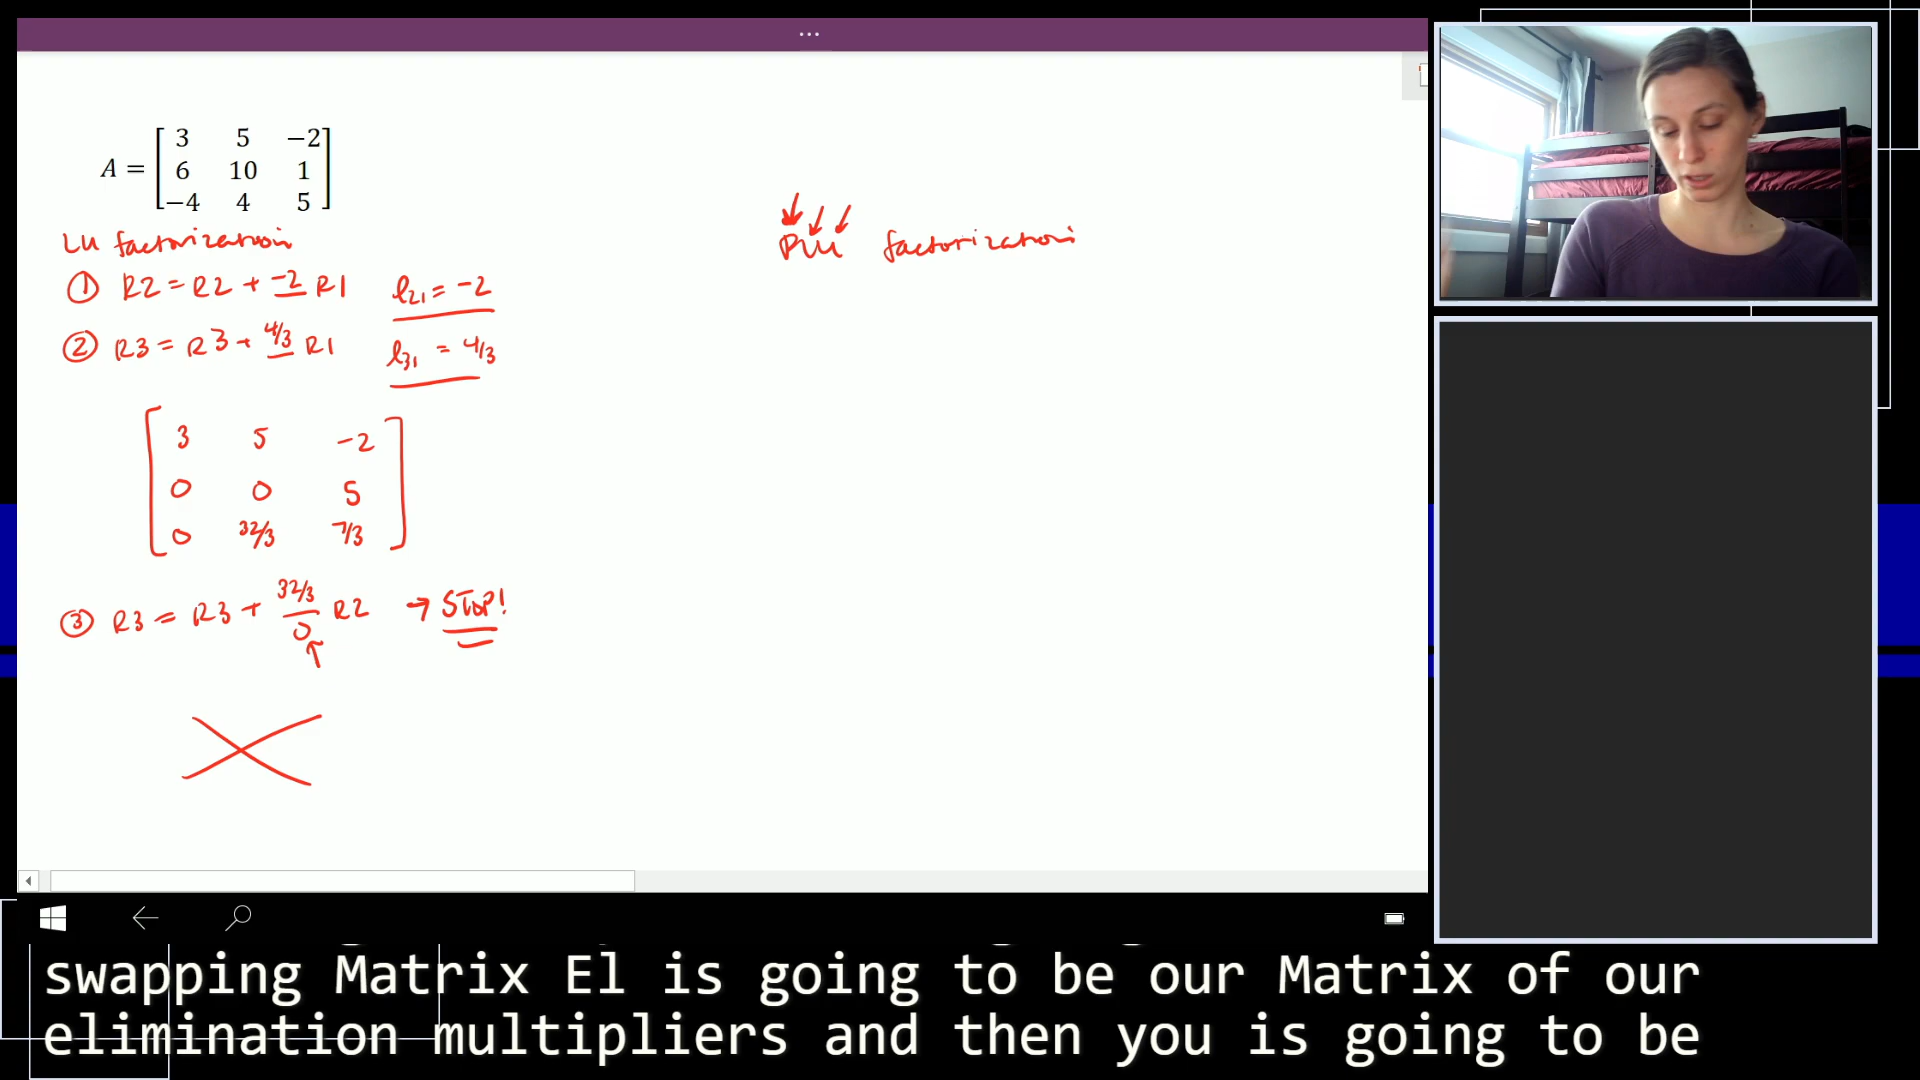 ...
A = [ 3 5 −2
6 10 1
−4 4 5 ]
LU factorization
① R2 = R2 + -2 R1 l21 = -2
② R3 = R3 + 4/3 R1 l31 = 4/3
3 5 -2
0 0 5
0 32/3 7/3
③ R3 = R3 + 32/3 / 0 R2 → STOP!
PLU factorization
swapping Matrix El is going to be our Matrix of our
elimination multipliers and then you is going to be